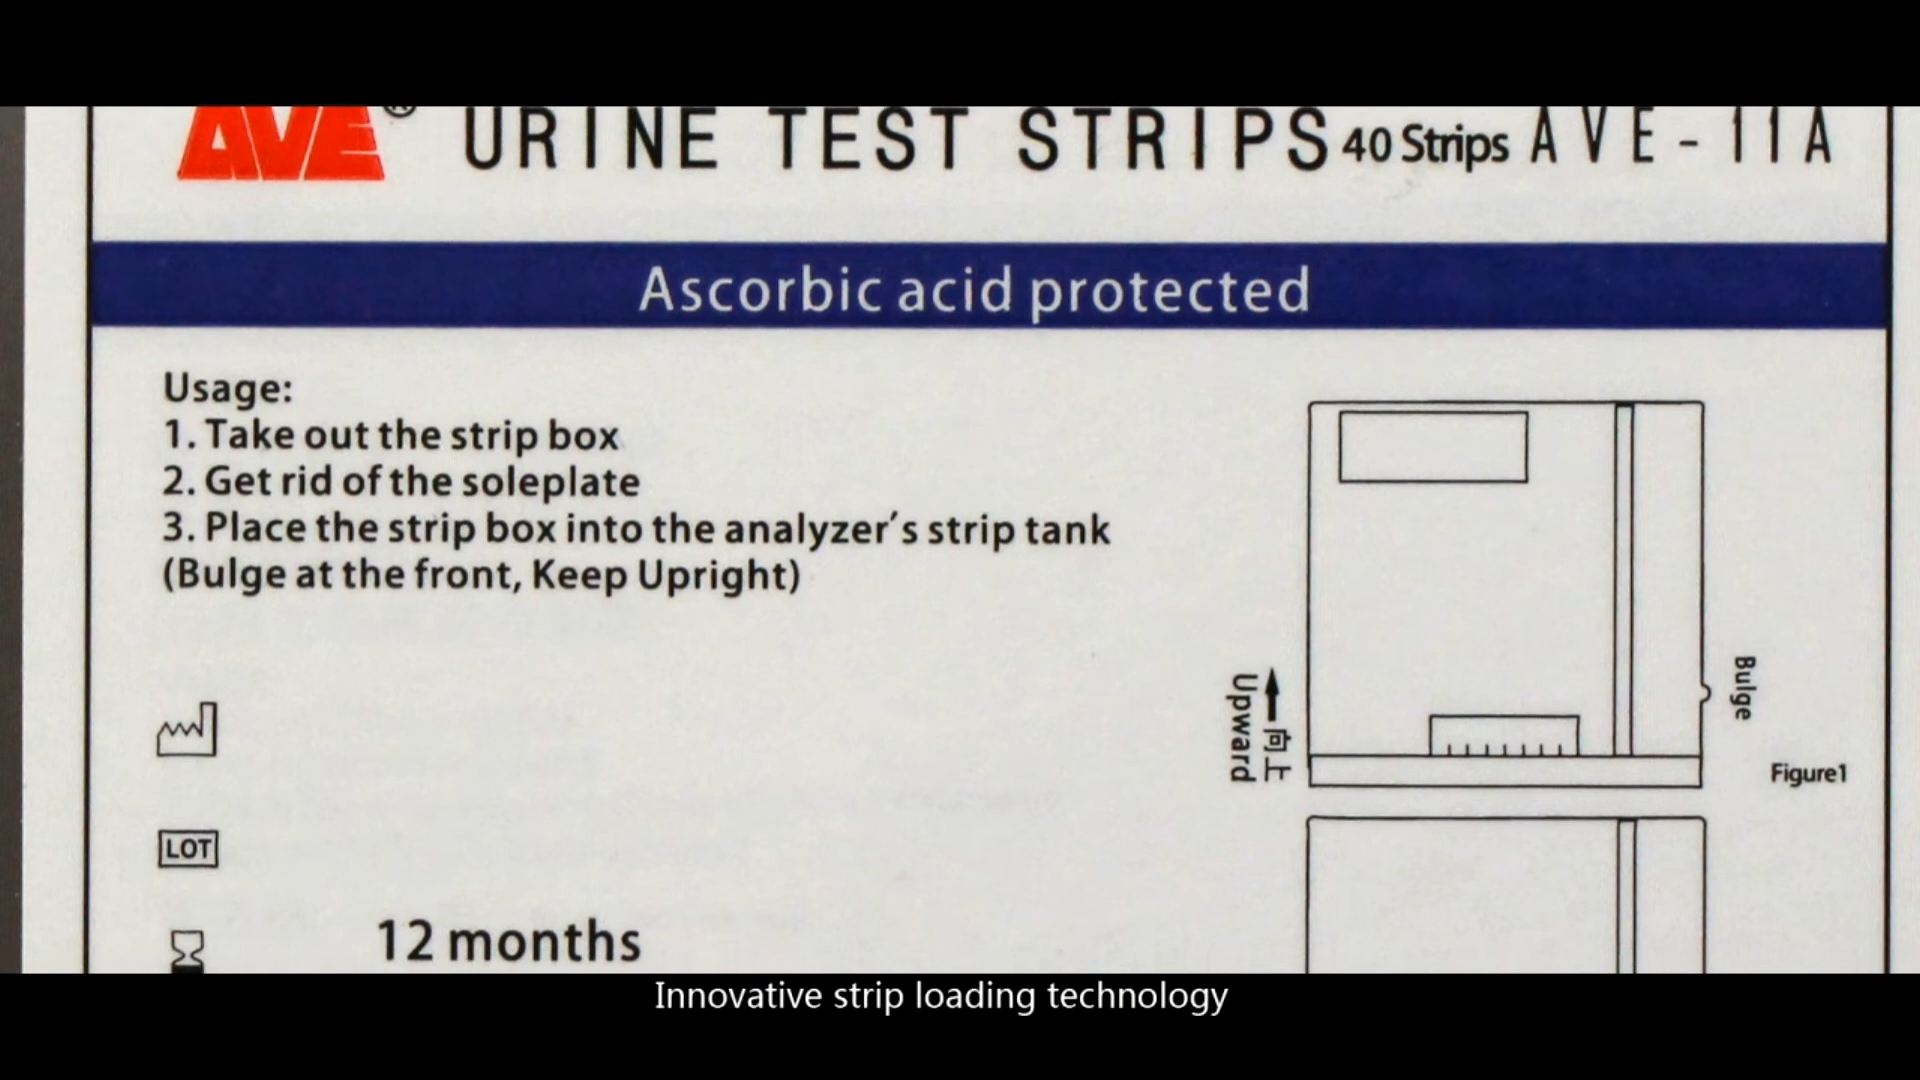 AVE® URINE TEST STRIPS 40 Strips AVE-11A
Ascorbic acid protected
Usage:
1. Take out the strip box
2. Get rid of the soleplate
3. Place the strip box into the analyzer's strip tank
(Bulge at the front, Keep Upright)
Upward
向上
Bulge
Figure1
LOT
12 months
Innovative strip loading technology